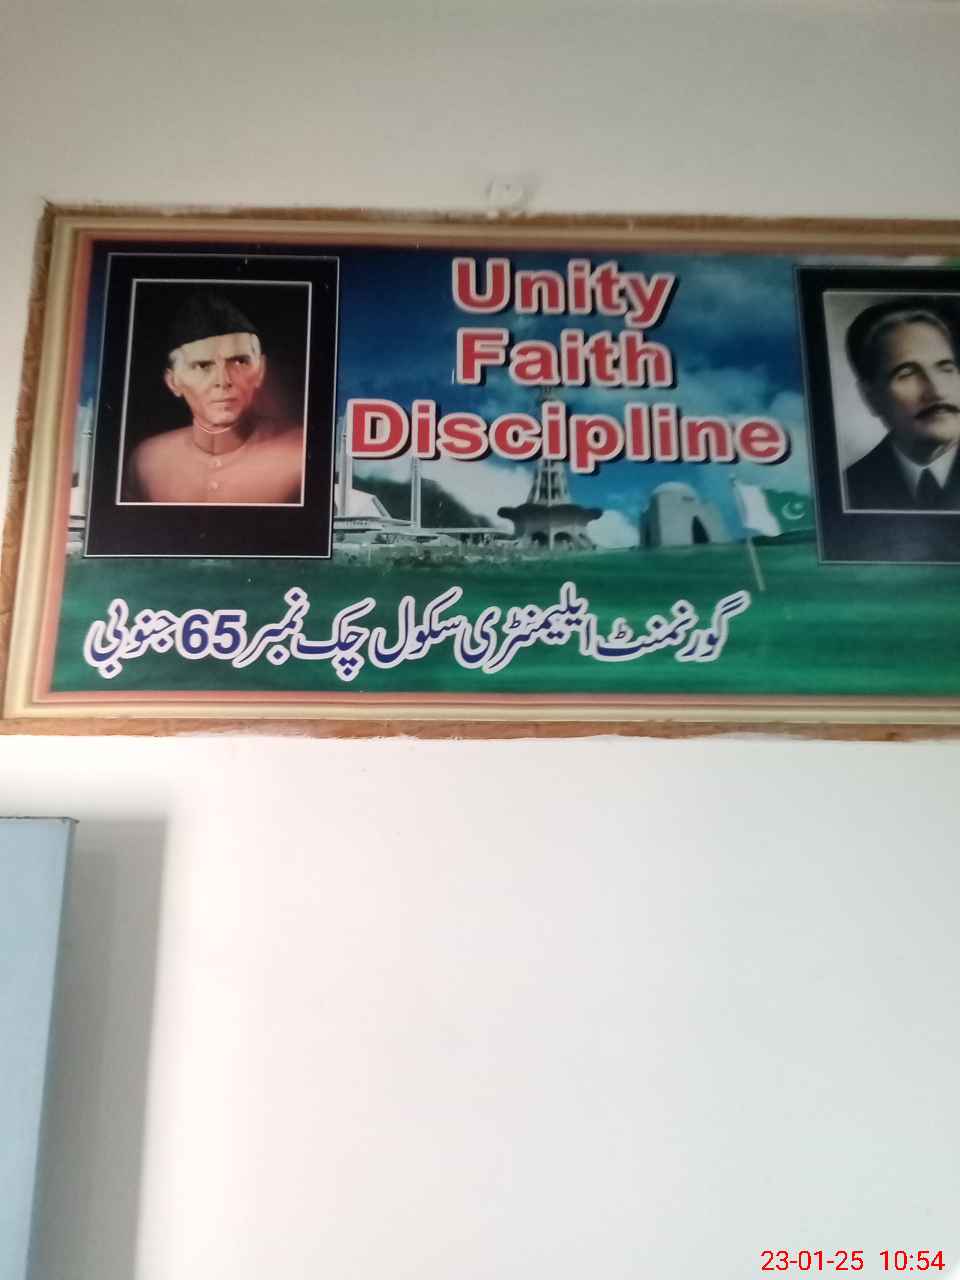 Unity
Faith
Discipline
گورنمنٹ ایلیمنٹری سکول چک نمبر 65 جنوبی
23-01-25 10:54